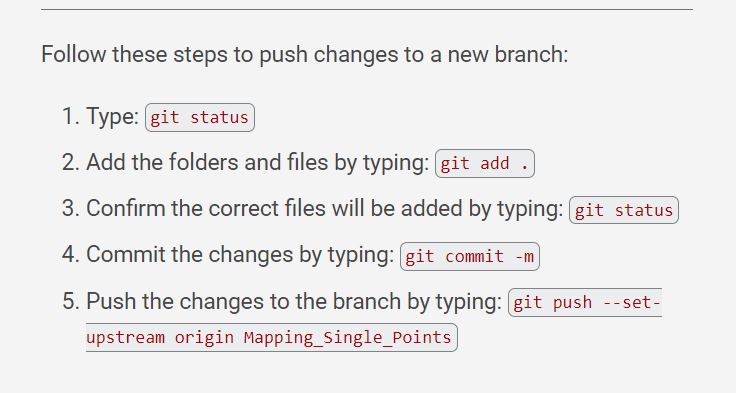 Follow these steps to push changes to a new branch:
1. Type: git status
2. Add the folders and files by typing: git add .
3. Confirm the correct files will be added by typing: git status
4. Commit the changes by typing: git commit -m
5. Push the changes to the branch by typing: git push --set-
upstream origin Mapping_Single_Points